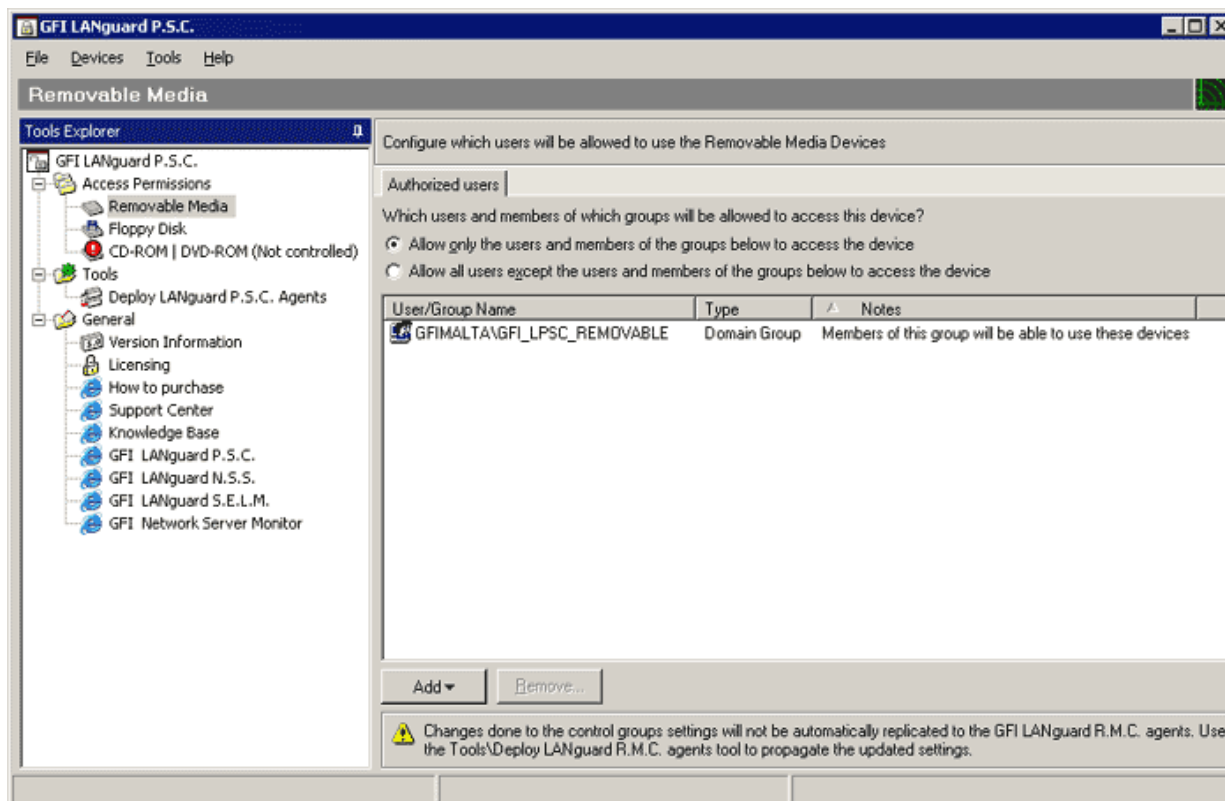 GFI LANguard P.S.C.
File Devices Tools Help
Removable Media
Tools Explorer
GFI LANguard P.S.C.
Access Permissions
Removable Media
Floppy Disk
CD-ROM | DVD-ROM (Not controlled)
Tools
Deploy LANguard P.S.C. Agents
General
Version Information
Licensing
How to purchase
Support Center
Knowledge Base
GFI LANguard P.S.C.
GFI LANguard N.S.S.
GFI LANguard S.E.L.M.
GFI Network Server Monitor
Configure which users will be allowed to use the Removable Media Devices
Authorized users
Which users and members of which groups will be allowed to access this device?
Allow only the users and members of the groups below to access the device
Allow all users except the users and members of the groups below to access the device
User/Group Name Type Notes
GFIMALTA\GFI_LPSC_REMOVABLE Domain Group Members of this group will be able to use these devices
Add Remove...
Changes done to the control groups settings will not be automatically replicated to the GFI LANguard R.M.C. agents. Use
the Tools\Deploy LANguard R.M.C. agents tool to propagate the updated settings.